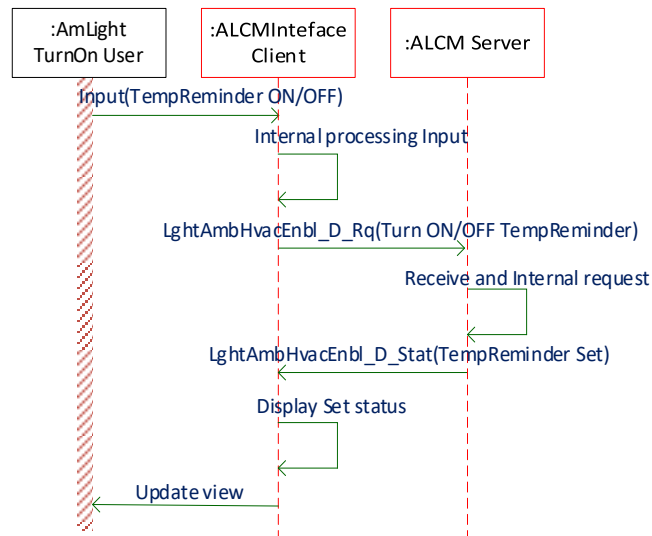 :AmLight
TurnOn User
:ALCMInteface
Client
:ALCM Server
Input(TempReminder ON/OFF)
Internal processing Input
LghtAmbHvacEnbl_D_Rq(Turn ON/OFF TempReminder)
Receive and Internal request
LghtAmbHvacEnbl_D_Stat(TempReminder Set)
Display Set status
Update view